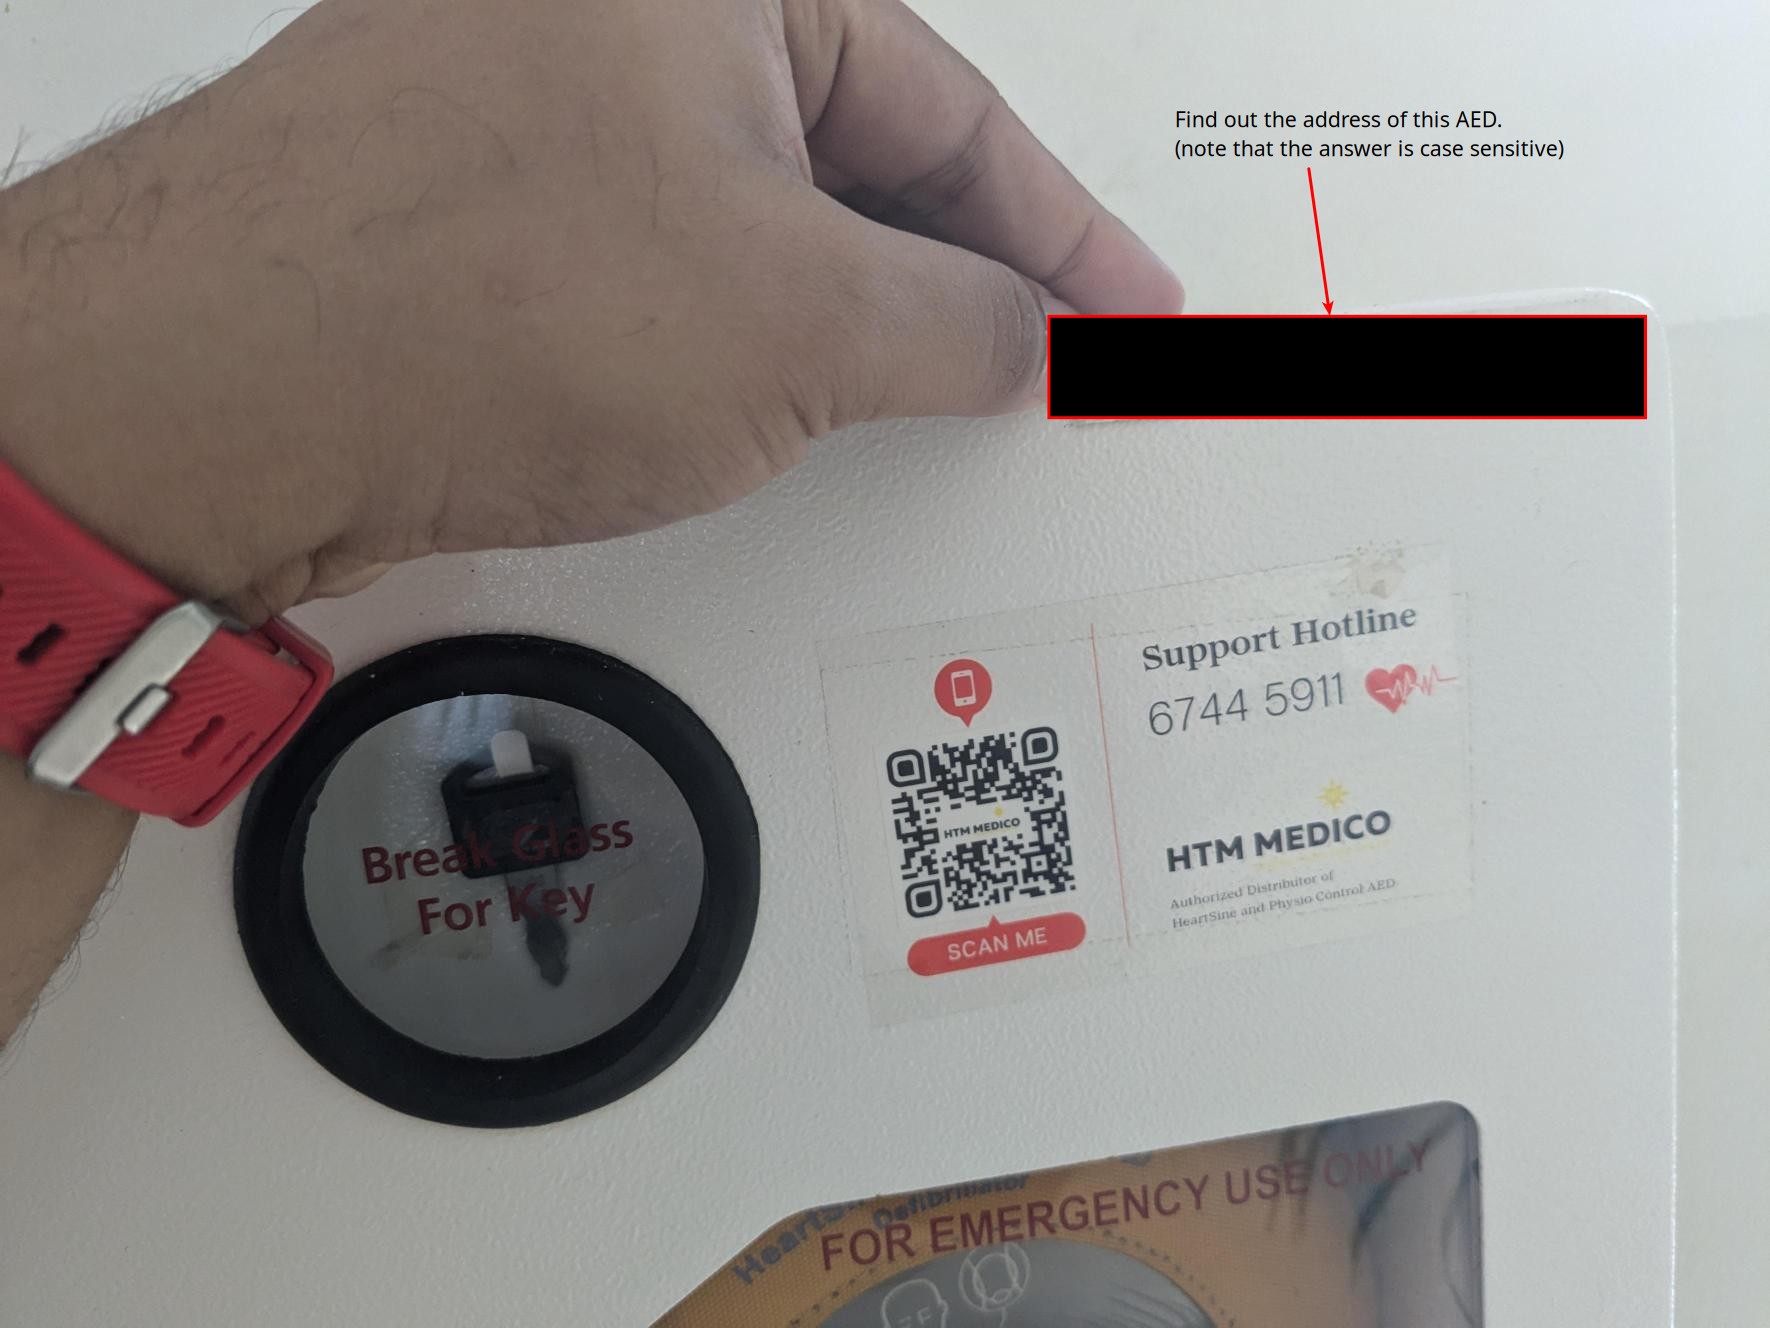 Find out the address of this AED.
(note that the answer is case sensitive)
Support Hotline
6744 5911
HTM MEDICO
Authorized Distributor of
HeartSine and Physio Control AED
HTM MEDICO
SCAN ME
Break Glass
For Key
Defibrillator
FOR EMERGENCY USE ONLY